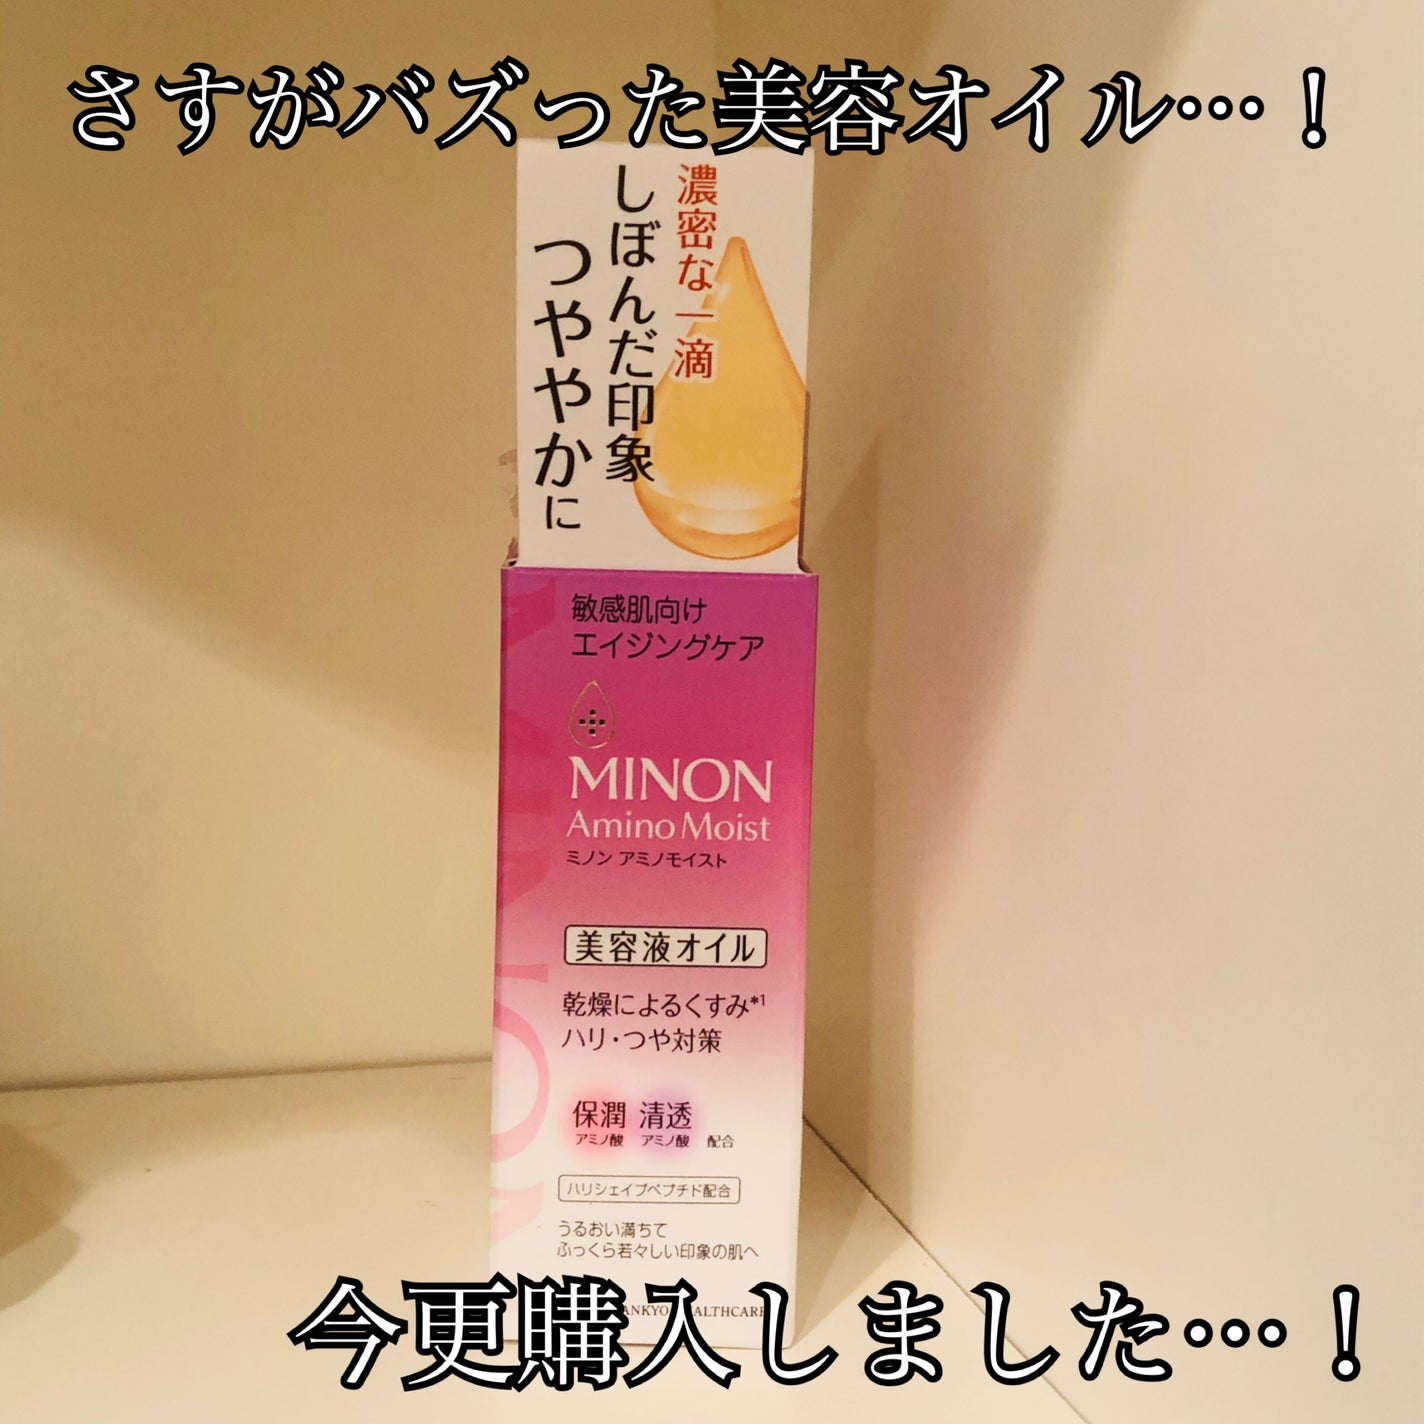 さすがバズった美容オイル…！
濃密な一滴
しぼんだ印象
つややかに
敏感肌向け
エイジングケア
MINON
Amino Moist
ミノン アミノモイスト
美容液オイル
乾燥によるくすみ*1
ハリ・つや対策
保潤 清透
アミノ酸 アミノ酸 配合
ハリシェイプペプチド配合
うるおい満ちて
ふっくら若々しい印象の肌へ
今更購入しました…！